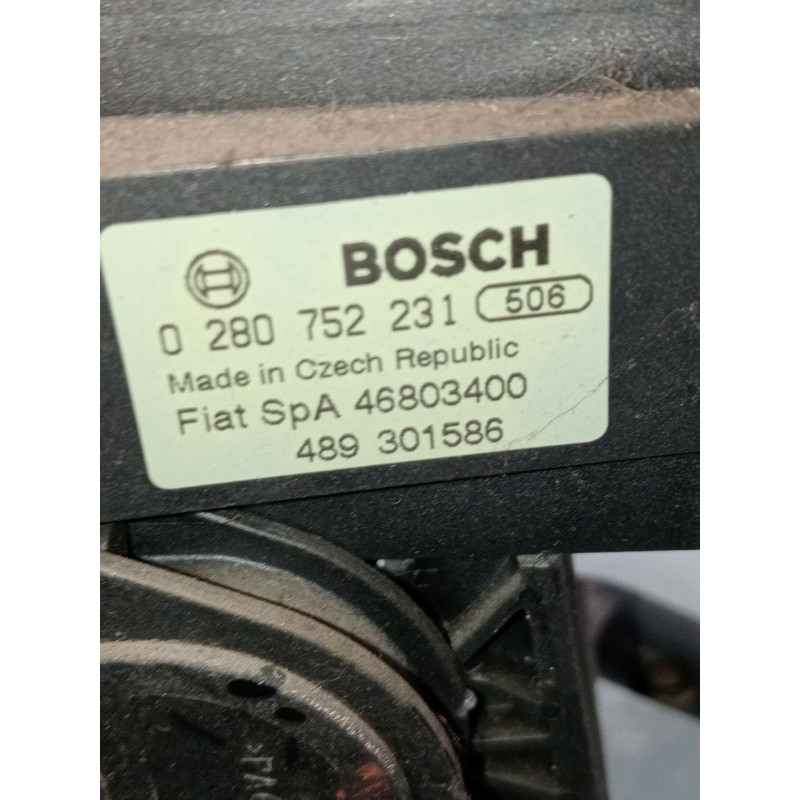 BOSCH
0 280 752 231 506
Made in Czech Republic
Fiat SpA 46803400
489 301586